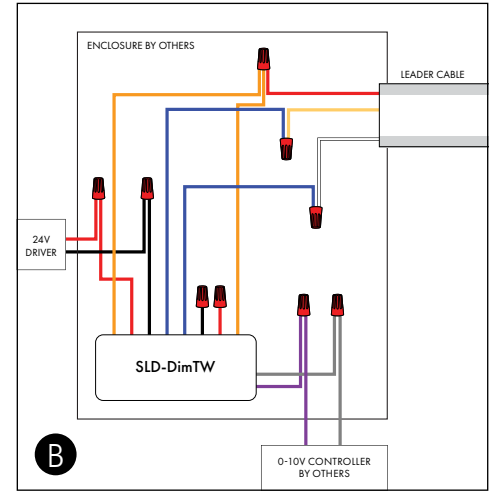 ENCLOSURE BY OTHERS
LEADER CABLE
24V
DRIVER
SLD-DimTW
B
0-10V CONTROLLER
BY OTHERS